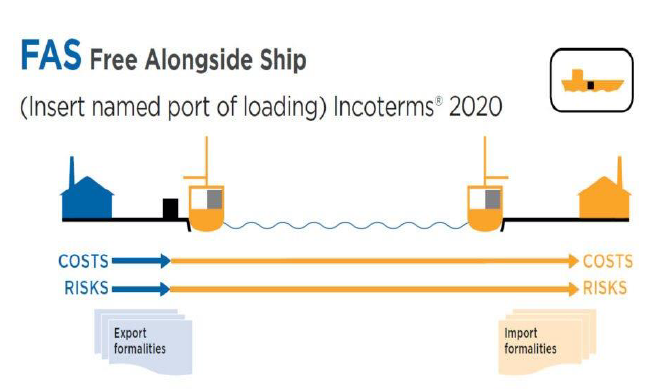 FAS Free Alongside Ship
(Insert named port of loading) Incoterms® 2020
COSTS COSTS
RISKS RISKS
Export
formalities
Import
formalities